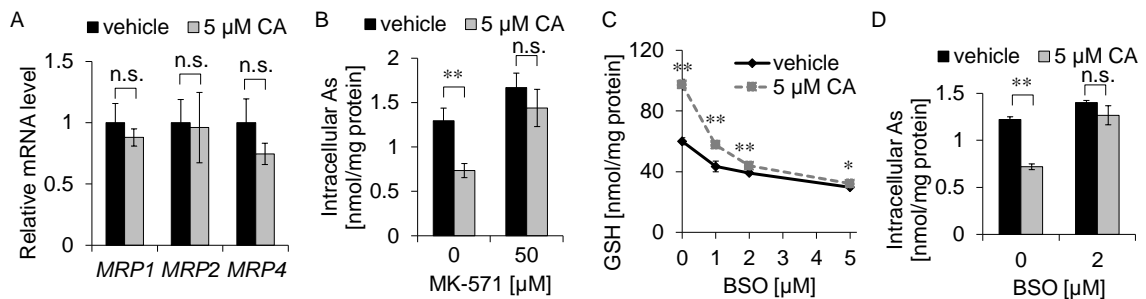 A
vehicle 5 µM CA
Relative mRNA level
1.5
1
0.5
0
n.s. n.s. n.s.
MRP1 MRP2 MRP4
B
vehicle 5 µM CA
Intracellular As
[nmol/mg protein]
2
1.5
1
0.5
0
** n.s.
0 50
MK-571 [µM]
C
GSH [nmol/mg protein]
120
80
40
0
vehicle
5 µM CA
** ** ** *
0 1 2 3 4 5
BSO [µM]
D
vehicle 5 µM CA
Intracellular As
[nmol/mg protein]
1.5
1
0.5
0
** n.s.
0 2
BSO [µM]